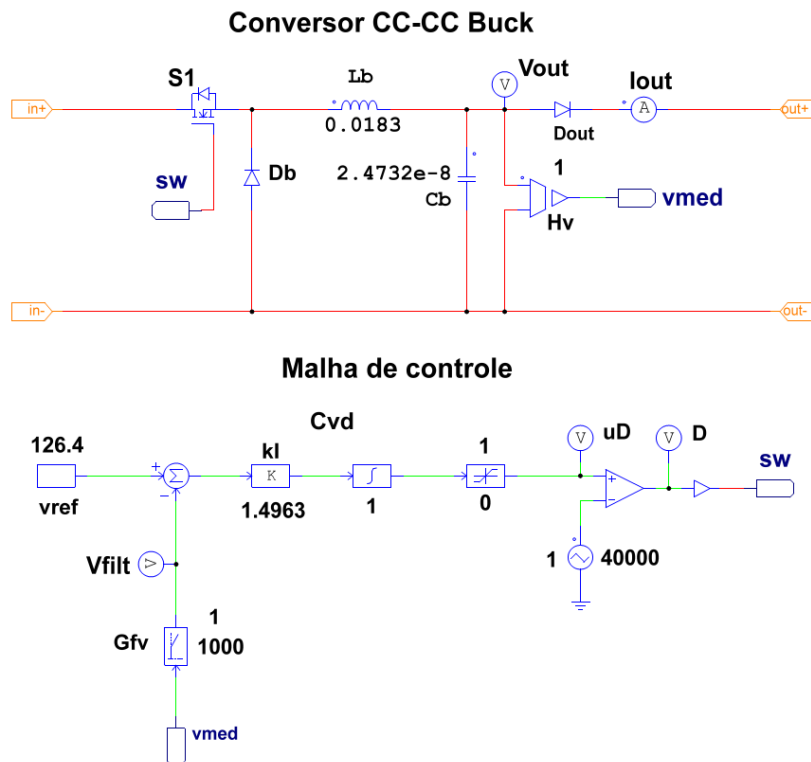 Conversor CC-CC Buck
S1
Lb
Vout
Iout
in+
V
A
out+
0.0183
Dout
sw
Db
2.4732e-8
1
Cb
vmed
Hv
in-
out-
Malha de controle
Cvd
126.4
kI
1
uD
D
V
V
sw
K
vref
1.4963
1
0
Vfilt
V
1
40000
Gfv
1
1000
vmed